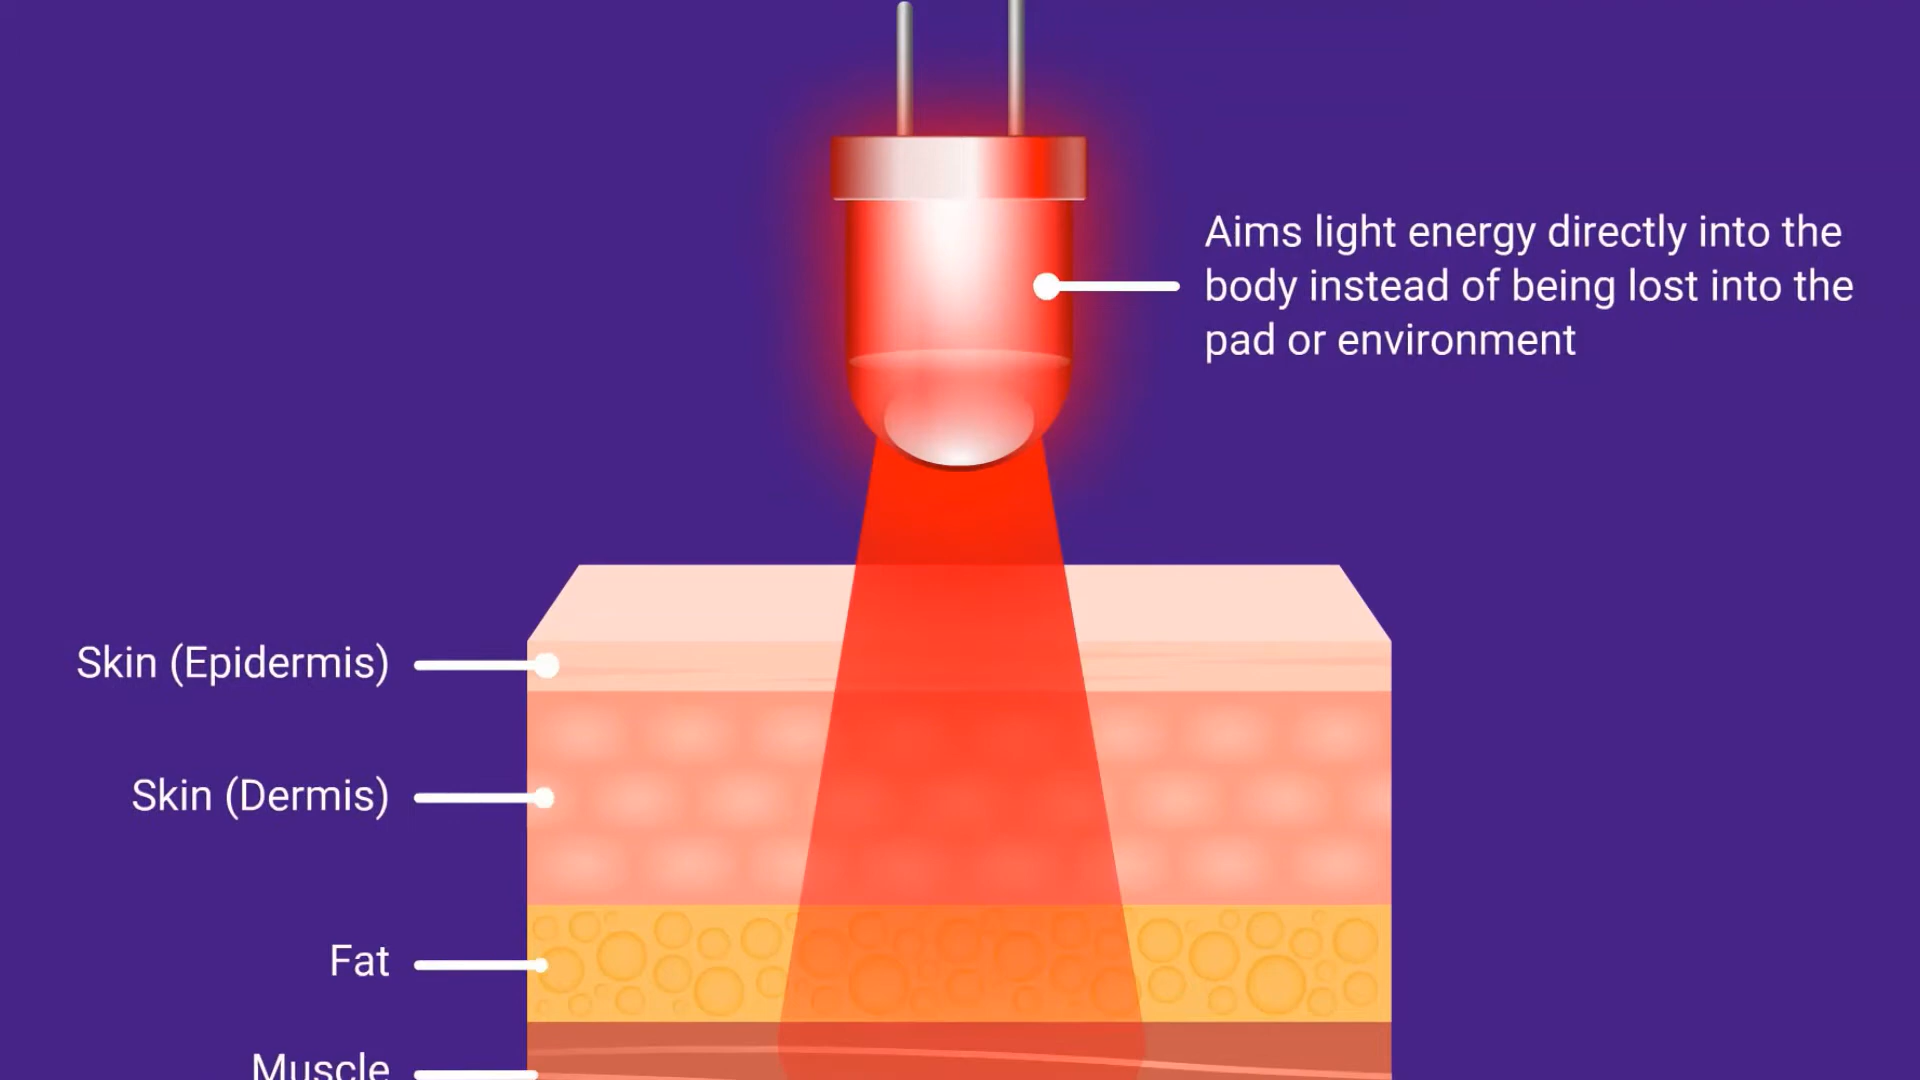 Aims light energy directly into the
body instead of being lost into the
pad or environment
Skin (Epidermis)
Skin (Dermis)
Fat
Muscle